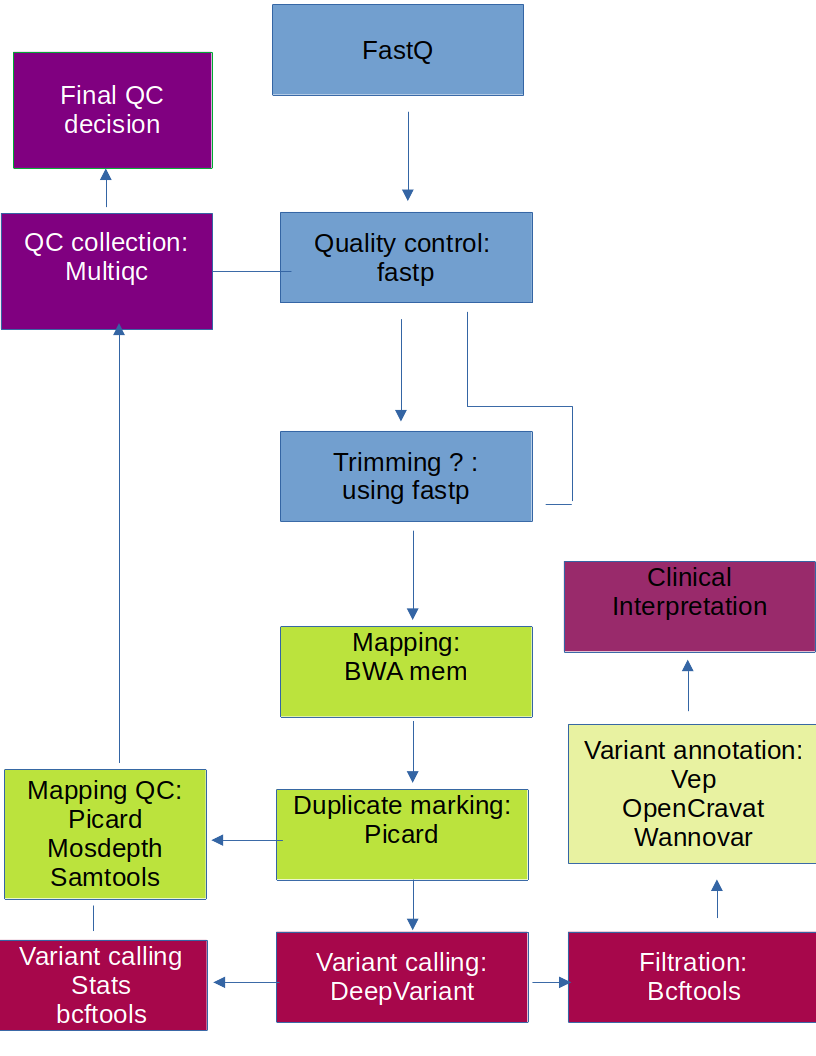 FastQ
Final QC
decision
QC collection:
Multiqc
Quality control:
fastp
Trimming ? :
using fastp
Clinical
Interpretation
Mapping:
BWA mem
Variant annotation:
Vep
OpenCravat
Wannovar
Mapping QC:
Picard
Mosdepth
Samtools
Duplicate marking:
Picard
Variant calling
Stats
bcftools
Variant calling:
DeepVariant
Filtration:
Bcftools